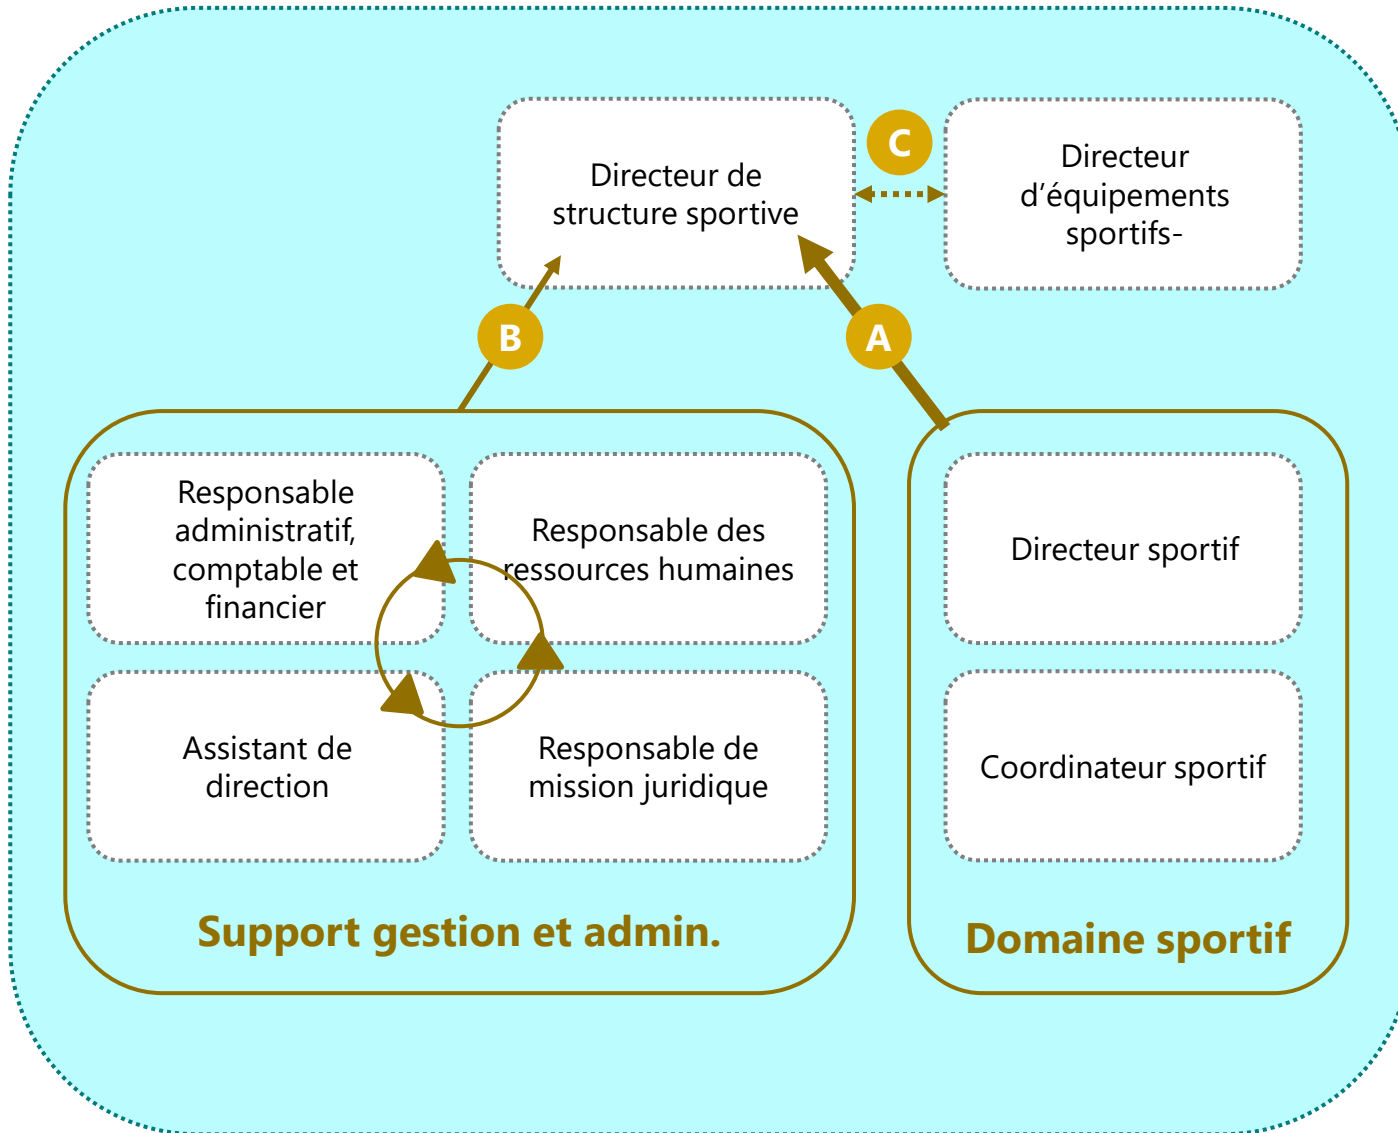 Directeur de
structure sportive
C
Directeur
d’équipements
sportifs-
B
A
Responsable
administratif,
comptable et
financier
Responsable des
ressources humaines
Directeur sportif
Assistant de
direction
Responsable de
mission juridique
Coordinateur sportif
Support gestion et admin.
Domaine sportif